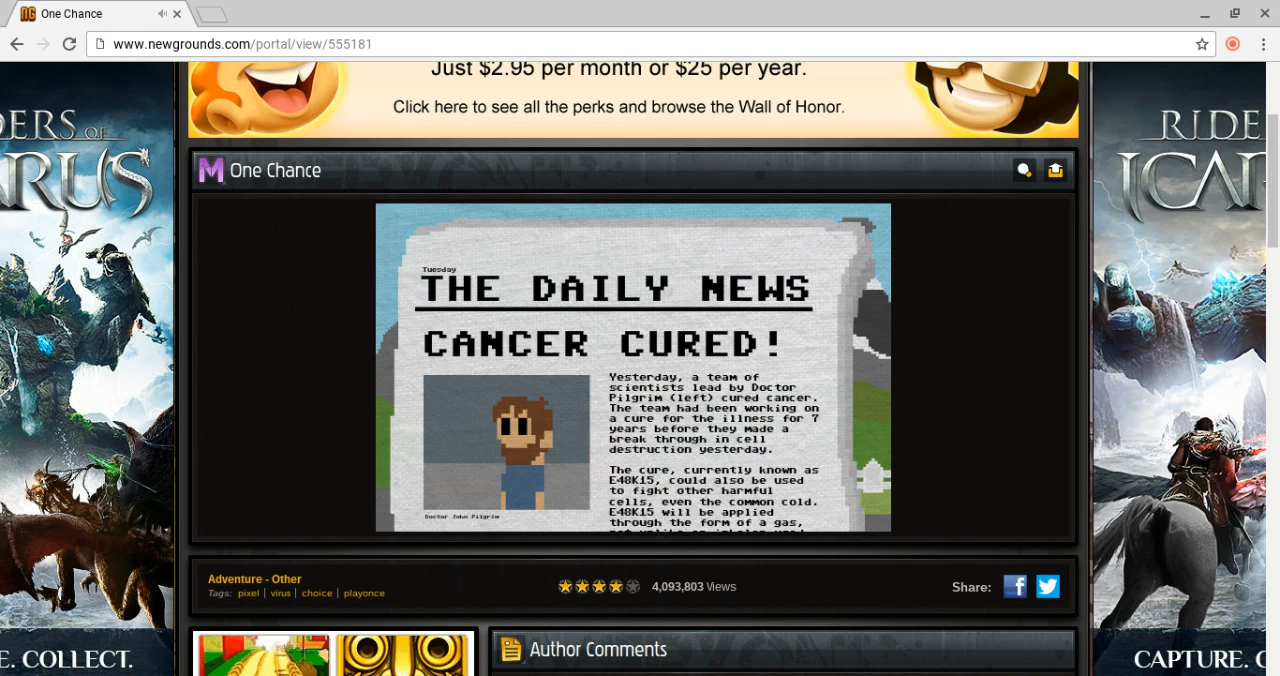 One Chance
www.newgrounds.com/portal/view/555181
Just $2.95 per month or $25 per year.
Click here to see all the perks and browse the Wall of Honor.
DERS OF
ARUS
RIDE
ICA
M One Chance
Tuesday
THE DAILY NEWS
CANCER CURED!
Yesterday, a team of
scientists lead by Doctor
Pilgrim (left) cured cancer.
The team had been working on
a cure for the illness for 7
years before they made a
break through in cell
destruction yesterday.
The cure, currently known as
E48K15, could also be used
to fight other harmful
cells, even the common cold.
E48K15 will be applied
through the form of a gas,
Doctor John Pilgrim
Adventure - Other
Tags: pixel | virus | choice | playonce
4,093,803 Views
Share:
Author Comments
E. COLLECT.
CAPTURE. C